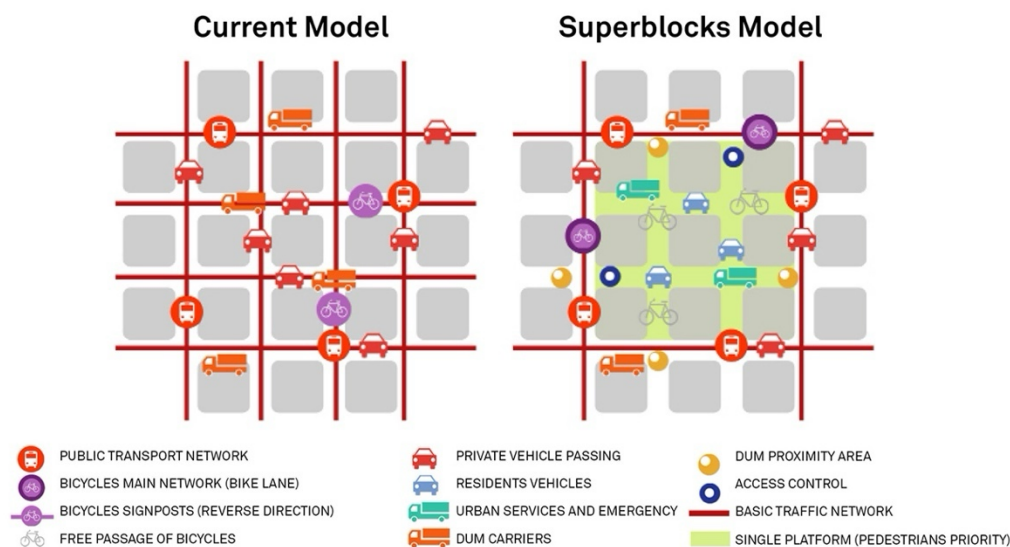 Current Model
Superblocks Model
PUBLIC TRANSPORT NETWORK
BICYCLES MAIN NETWORK (BIKE LANE)
BICYCLES SIGNPOSTS (REVERSE DIRECTION)
FREE PASSAGE OF BICYCLES
PRIVATE VEHICLE PASSING
RESIDENTS VEHICLES
URBAN SERVICES AND EMERGENCY
DUM CARRIERS
DUM PROXIMITY AREA
ACCESS CONTROL
BASIC TRAFFIC NETWORK
SINGLE PLATFORM (PEDESTRIANS PRIORITY)